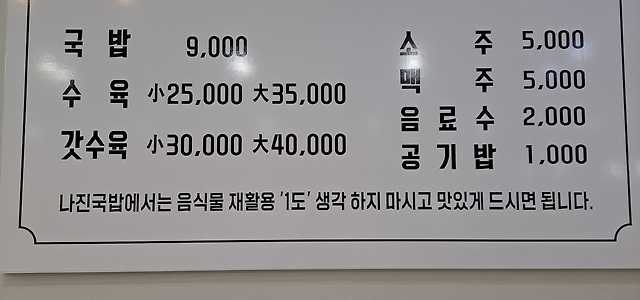 국밥 9,000
수육 小25,000 大35,000
갓수육 小30,000 大40,000
소주 5,000
맥주 5,000
음료수 2,000
공기밥 1,000
나진국밥에서는 음식물 재활용 '1도' 생각 하지 마시고 맛있게 드시면 됩니다.